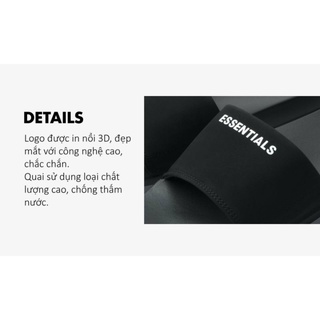 DETAILS
Logo được in nổi 3D, đẹp
mắt với công nghệ cao,
chắc chắn.
Quai sử dụng loại chất
lượng cao, chống thấm
nước.
ESSENTIALS